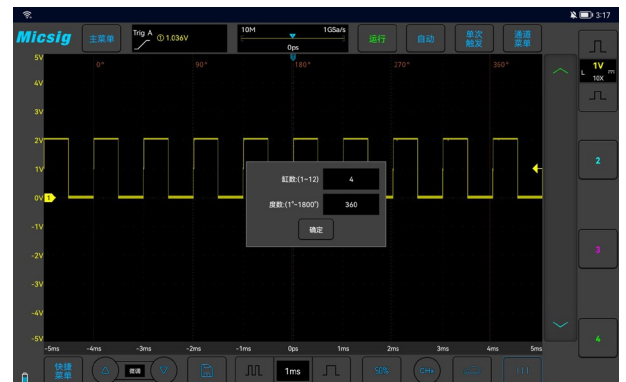 3:17
Micsig
主菜单
Trig A
① 1.036V
10M
1GSa/s
0ps
运行
自动
单次
触发
通道
菜单
5V
4V
3V
2V
1V
0V
-1V
-2V
-3V
-4V
-5V
0°
90°
180°
270°
360°
1
缸数:(1~12)
4
度数:(1°~1800°)
360
确定
1V
L
m
10X
2
3
4
-5ms
-4ms
-3ms
-2ms
-1ms
0ps
1ms
2ms
3ms
4ms
5ms
快捷
菜单
微调
1ms
50%
CH